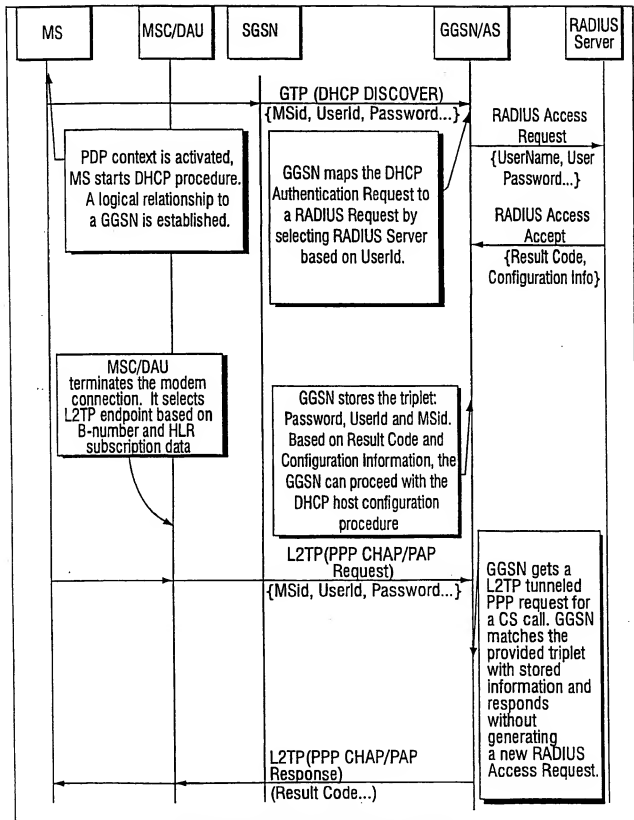 MS
MSC/DAU
SGSN
GGSN/AS
RADIUS
Server
GTP (DHCP DISCOVER)
{MSid, UserId, Password...}
RADIUS Access
Request
{UserName, User
Password...}
PDP context is activated,
MS starts DHCP procedure.
A logical relationship to
a GGSN is established.
GGSN maps the DHCP
Authentication Request to
a RADIUS Request by
selecting RADIUS Server
based on UserId.
RADIUS Access
Accept
{Result Code,
Configuration Info}
MSC/DAU
terminates the modem
connection. It selects
L2TP endpoint based on
B-number and HLR
subscription data
GGSN stores the triplet:
Password, UserId and MSid.
Based on Result Code and
Configuration Information, the
GGSN can proceed with the
DHCP host configuration
procedure
L2TP(PPP CHAP/PAP
Request)
{MSid, UserId, Password...}
GGSN gets a
L2TP tunneled
PPP request for
a CS call. GGSN
matches the
provided triplet
with stored
information and
responds
without
generating
a new RADIUS
Access Request.
L2TP(PPP CHAP/PAP
Response)
(Result Code...)